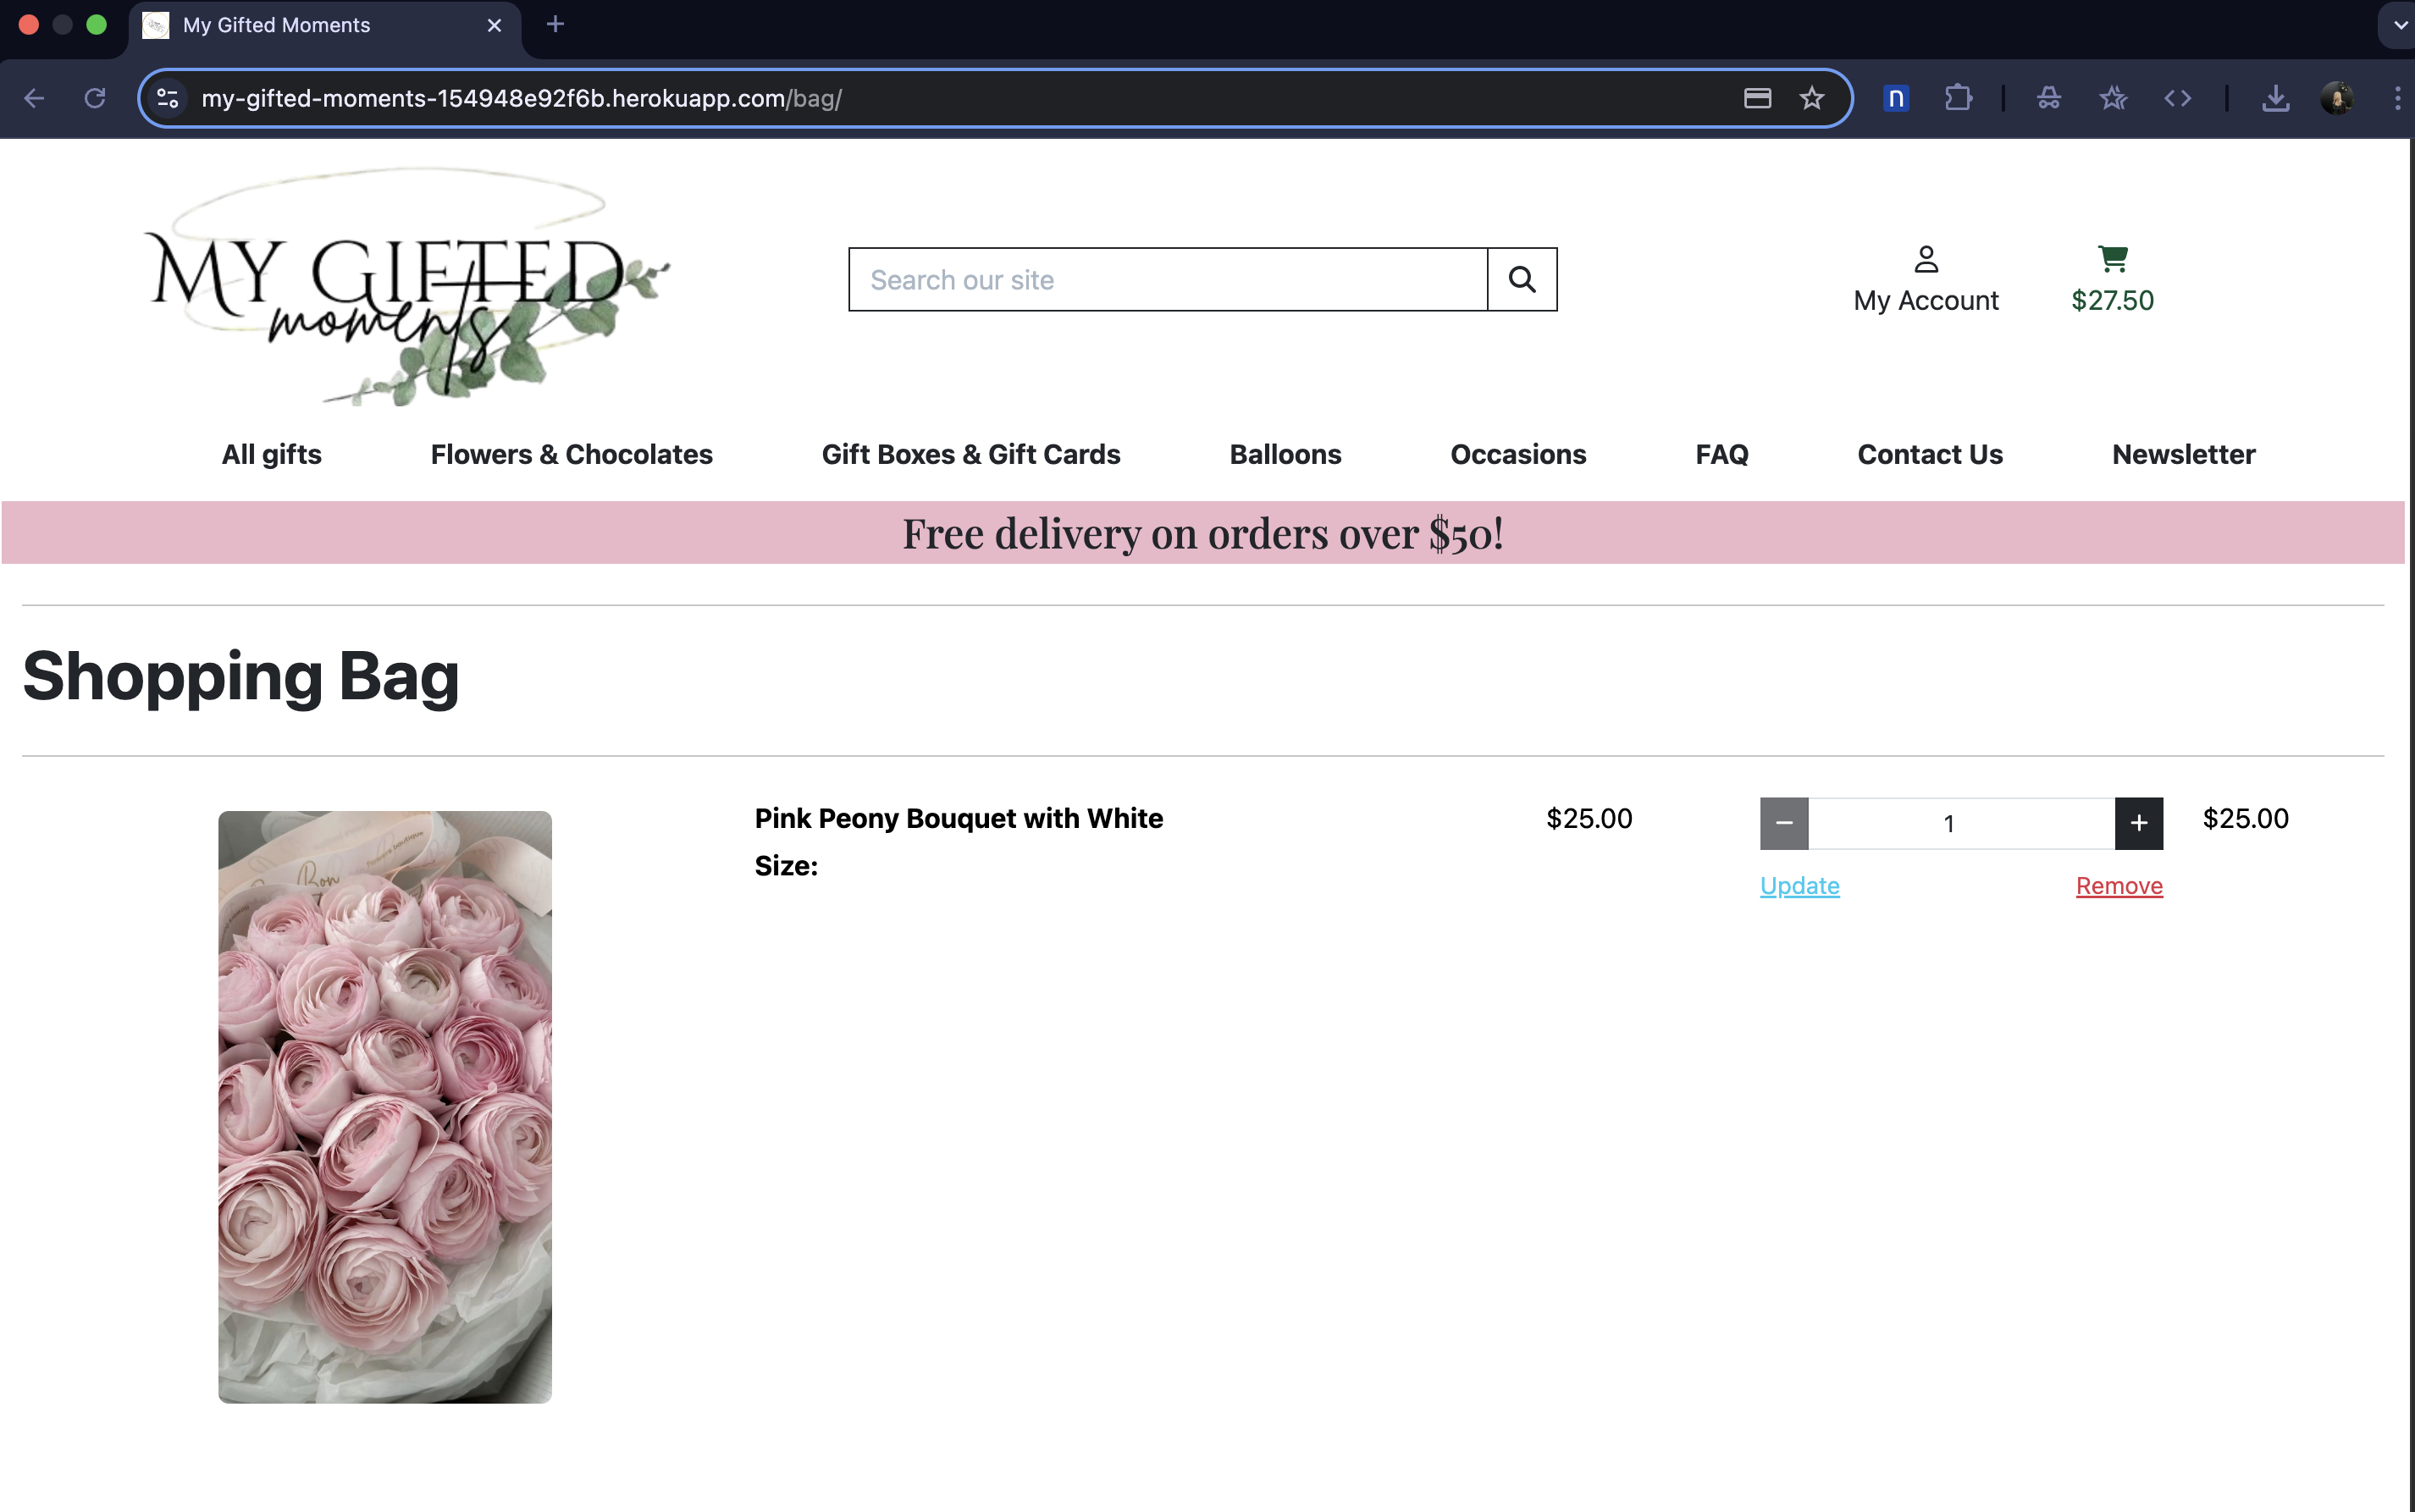 My Gifted Moments
my-gifted-moments-154948e92f6b.herokuapp.com/bag/
n
MY GIFTED
moments
Search our site
My Account
$27.50
All gifts Flowers & Chocolates Gift Boxes & Gift Cards Balloons Occasions FAQ Contact Us Newsletter
Free delivery on orders over $50!
Shopping Bag
Pink Peony Bouquet with White $25.00 1 $25.00
Size:
Update Remove
Bon